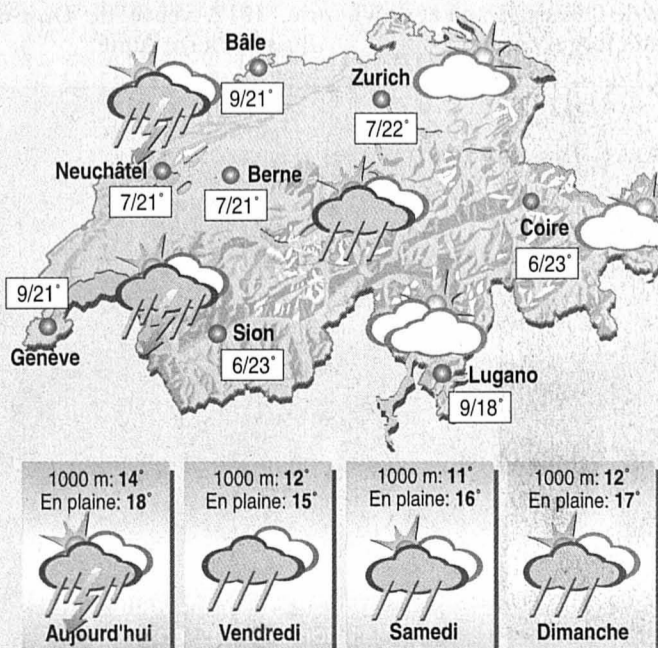 Bâle
9/21°
Zurich
7/22°
Neuchâtel
7/21°
Berne
7/21°
Coire
6/23°
9/21°
Genève
Sion
6/23°
Lugano
9/18°
1000 m: 14°
En plaine: 18°
Aujourd'hui
1000 m: 12°
En plaine: 15°
Vendredi
1000 m: 11°
En plaine: 16°
Samedi
1000 m: 12°
En plaine: 17°
Dimanche